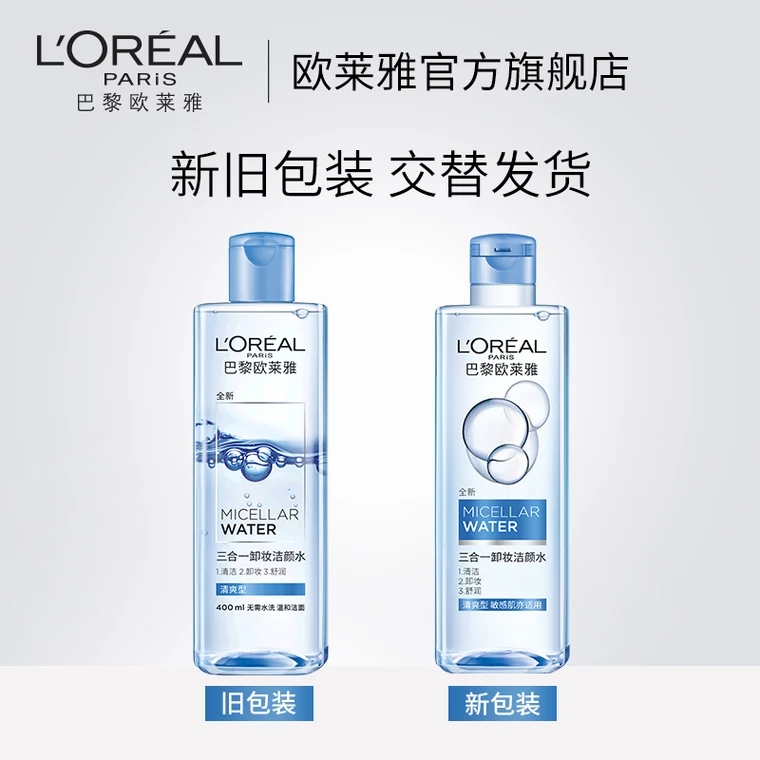 L'ORÉAL
PARiS
巴黎欧莱雅
欧莱雅官方旗舰店
新旧包装 交替发货
L'ORÉAL
PARiS
巴黎欧莱雅
全新
MICELLAR
WATER
三合一卸妆洁颜水
1.清洁 2.卸妆 3.舒润
清爽型
400 ml 无需水洗 温和洁面
旧包装
L'ORÉAL
PARiS
巴黎欧莱雅
全新
MICELLAR
WATER
三合一卸妆洁颜水
1.清洁
2.卸妆
3.舒润
清爽型 敏感肌亦适用
新包装